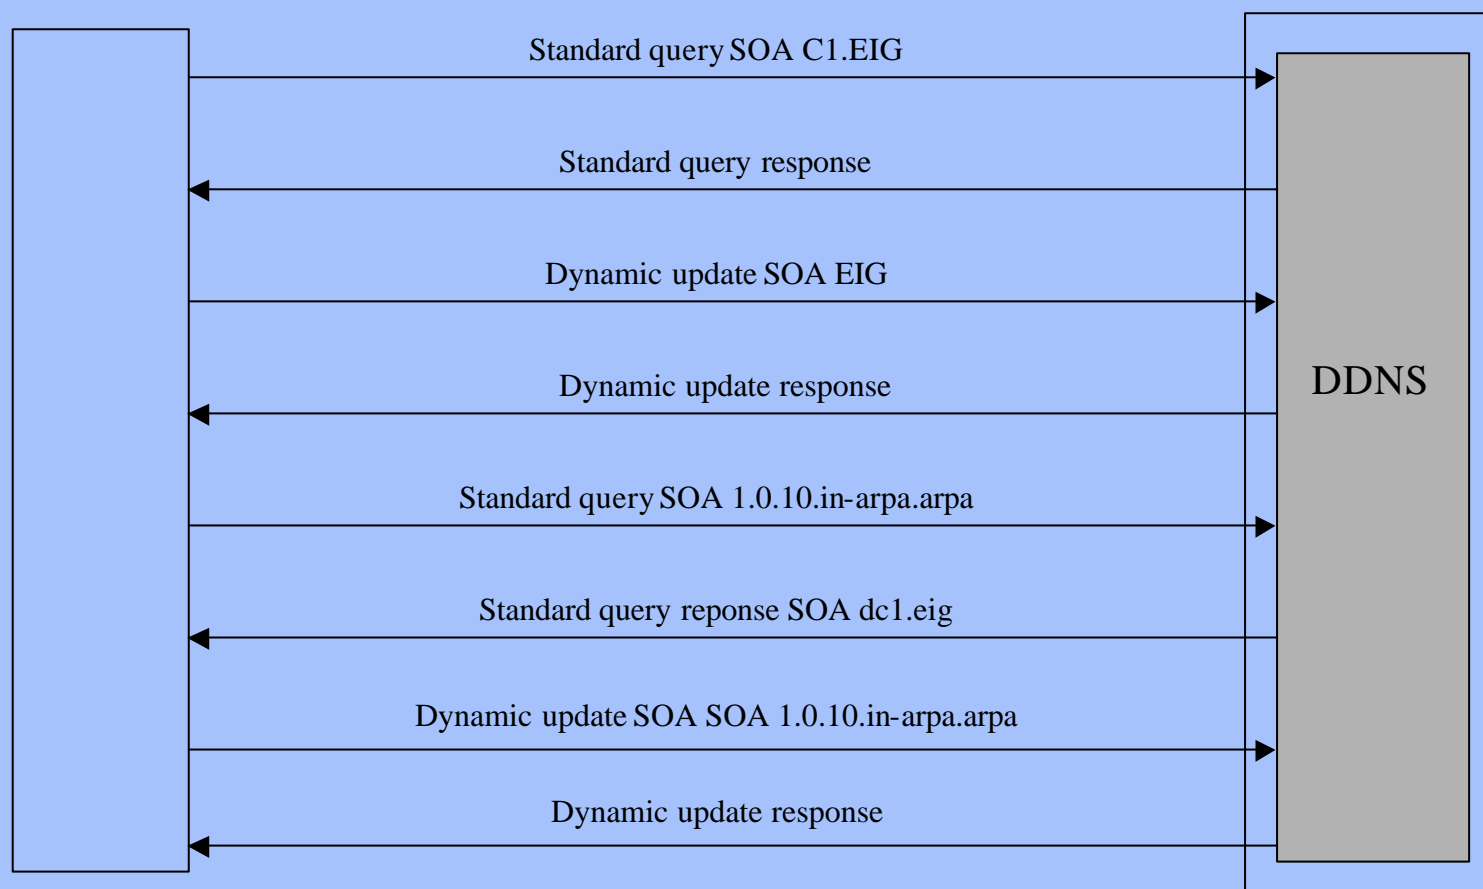 Standard query SOA C1.EIG
Standard query response
Dynamic update SOA EIG
Dynamic update response
DDNS
Standard query SOA 1.0.10.in-arpa.arpa
Standard query reponse SOA dc1.eig
Dynamic update SOA SOA 1.0.10.in-arpa.arpa
Dynamic update response